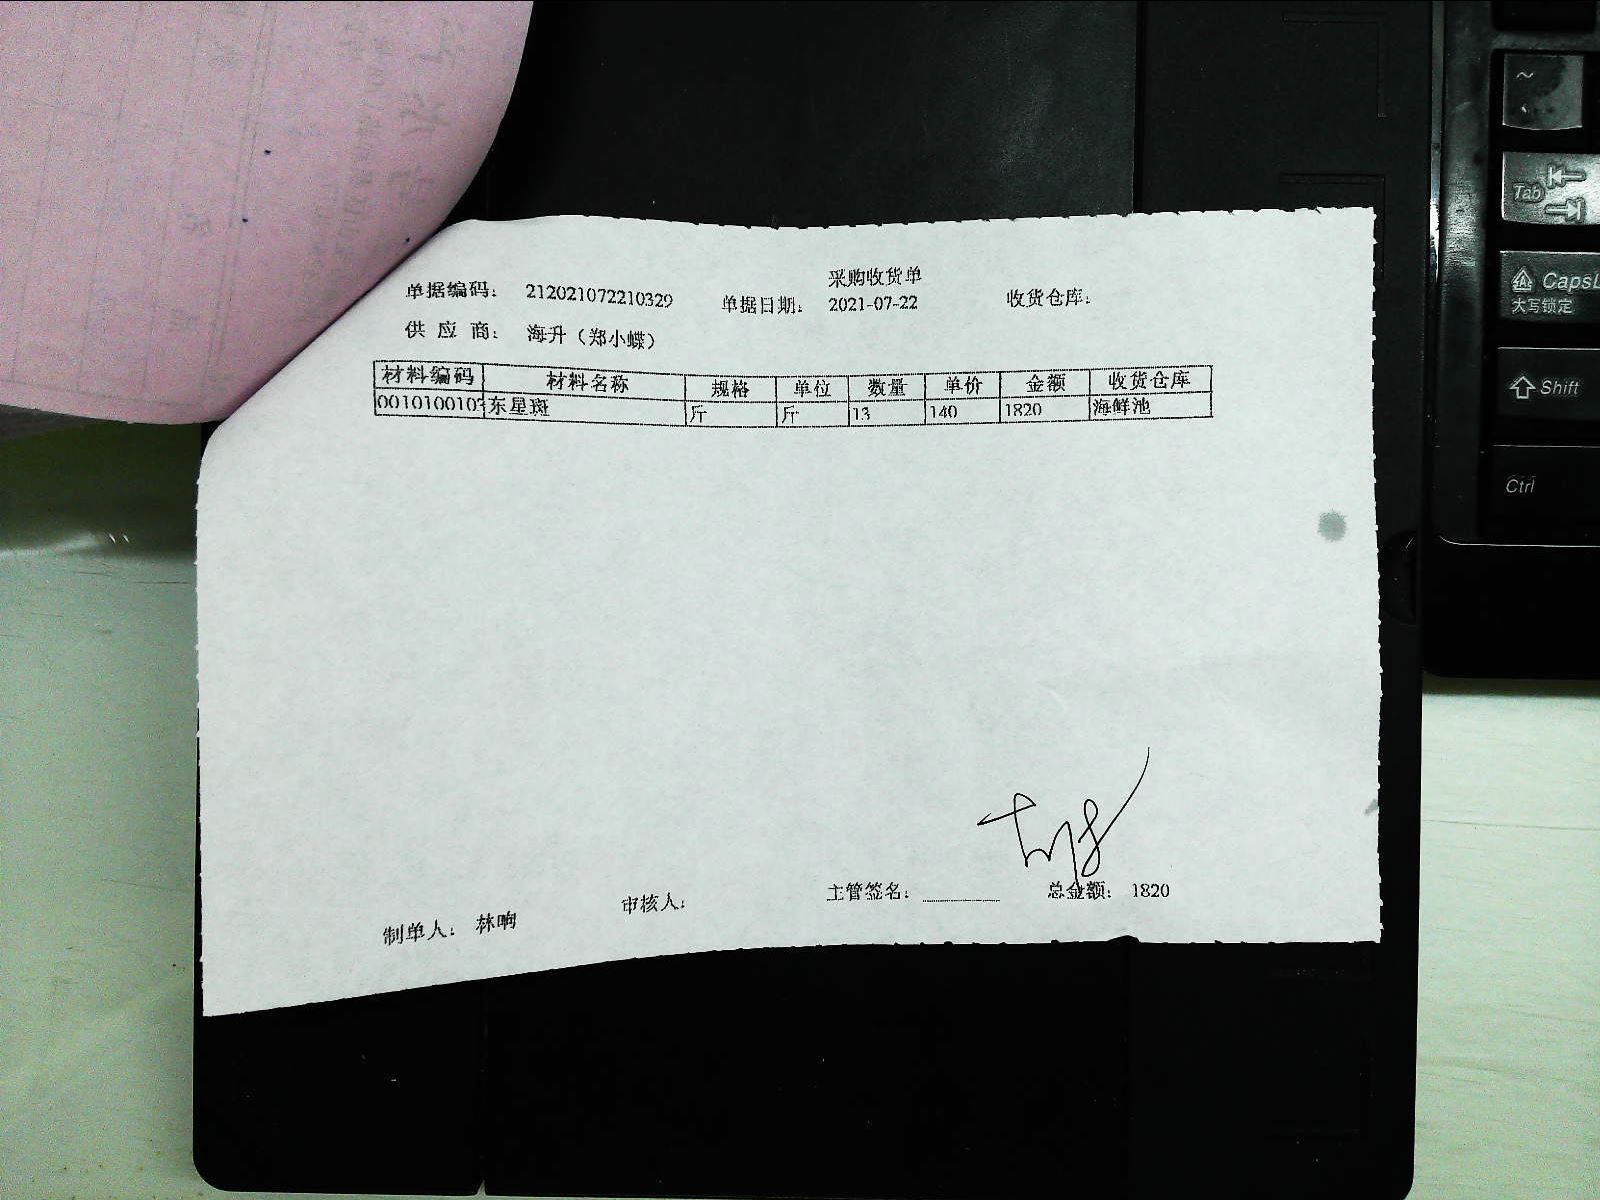 采购收货单
单据编码: 212021072210329 单据日期: 2021-07-22 收货仓库:
供 应 商: 海升（郑小蝶）
材料编码 材料名称 规格 单位 数量 单价 金额 收货仓库
0010100103 东星斑 斤 斤 13 140 1820 海鲜池
制单人: 林响 审核人: 主管签名: 总金额: 1820
~
Tab
CapsL
大写锁定
Shift
Ctrl